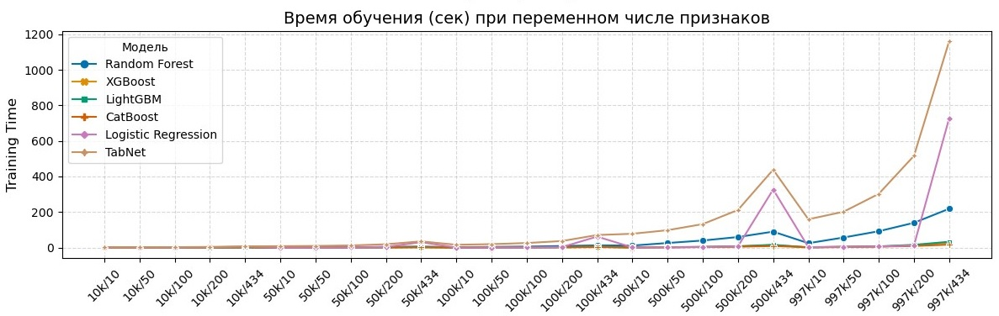 Время обучения (сек) при переменном числе признаков
Training Time
1200
1000
800
600
400
200
0
Модель
Random Forest
XGBoost
LightGBM
CatBoost
Logistic Regression
TabNet
10k/10
10k/50
10k/100
10k/200
10k/434
50k/10
50k/50
50k/100
50k/200
50k/434
100k/10
100k/50
100k/100
100k/200
100k/434
500k/10
500k/50
500k/100
500k/200
500k/434
997k/10
997k/50
997k/100
997k/200
997k/434